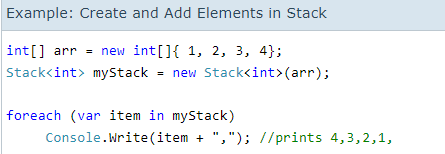 Example: Create and Add Elements in Stack
int[] arr = new int[]{ 1, 2, 3, 4};
Stack<int> myStack = new Stack<int>(arr);
foreach (var item in myStack)
Console.Write(item + ","); //prints 4,3,2,1,